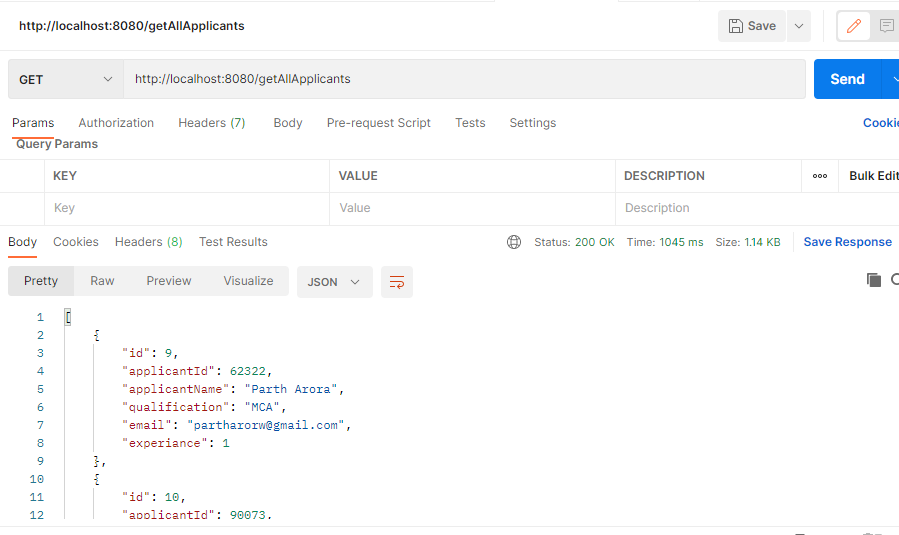 http://localhost:8080/getAllApplicants Save
GET http://localhost:8080/getAllApplicants Send
Params Authorization Headers (7) Body Pre-request Script Tests Settings Cookie
Query Params
KEY VALUE DESCRIPTION ooo Bulk Edit
Key Value Description
Body Cookies Headers (8) Test Results Status: 200 OK Time: 1045 ms Size: 1.14 KB Save Response
Pretty Raw Preview Visualize JSON
1 [
2 {
3 "id": 9,
4 "applicantId": 62322,
5 "applicantName": "Parth Arora",
6 "qualification": "MCA",
7 "email": "partharorw@gmail.com",
8 "experiance": 1
9 },
10 {
11 "id": 10,
12 "applicantId": 90073,